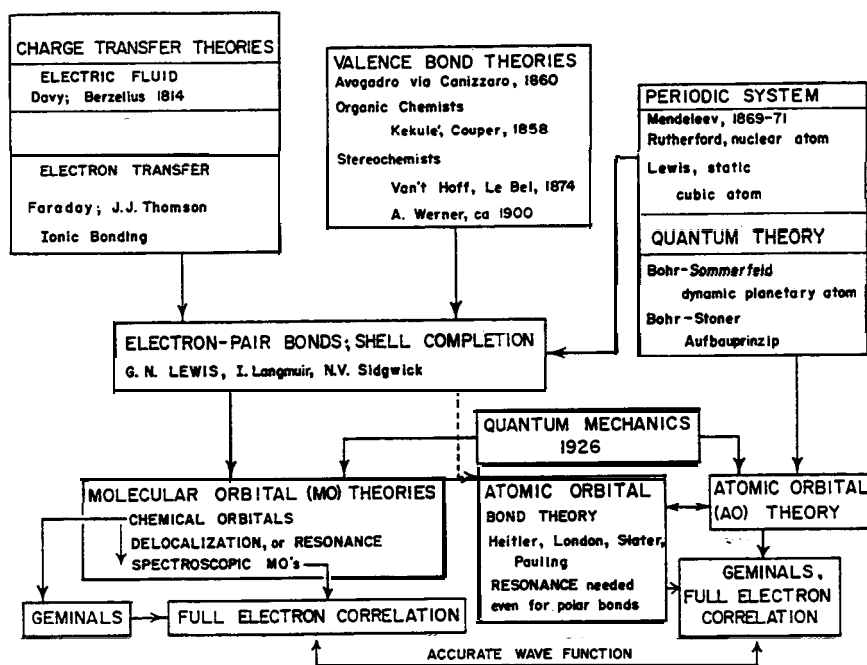 CHARGE TRANSFER THEORIES
ELECTRIC FLUID
Davy; Berzelius 1814
ELECTRON TRANSFER
Faraday; J.J. Thomson
Ionic Bonding
VALENCE BOND THEORIES
Avogadro via Canizzaro, 1860
Organic Chemists
Kekule', Couper, 1858
Stereochemists
Van't Hoff, Le Bel, 1874
A. Werner, ca 1900
PERIODIC SYSTEM
Mendeleev, 1869-71
Rutherford, nuclear atom
Lewis, static
cubic atom
QUANTUM THEORY
Bohr-Sommerfeld
dynamic planetary atom
Bohr-Stoner
Aufbauprinzip
ELECTRON-PAIR BONDS; SHELL COMPLETION
G. N. LEWIS, I. Langmuir, N.V. Sidgwick
QUANTUM MECHANICS
1926
MOLECULAR ORBITAL (MO) THEORIES
CHEMICAL ORBITALS
DELOCALIZATION, or RESONANCE
SPECTROSCOPIC MO's
ATOMIC ORBITAL
BOND THEORY
Heitler, London, Slater,
Pauling
RESONANCE needed
even for polar bonds
ATOMIC ORBITAL
(AO) THEORY
GEMINALS
FULL ELECTRON CORRELATION
GEMINALS,
FULL ELECTRON
CORRELATION
ACCURATE WAVE FUNCTION